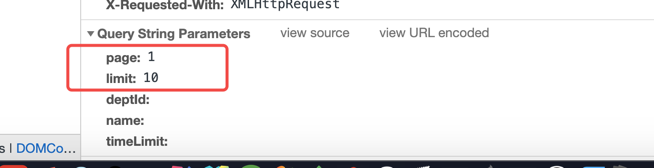 X-Requested-With: XMLHttpRequest
▼Query String Parameters view source view URL encoded
page: 1
limit: 10
deptId:
name:
timeLimit:
s | DOMCo...